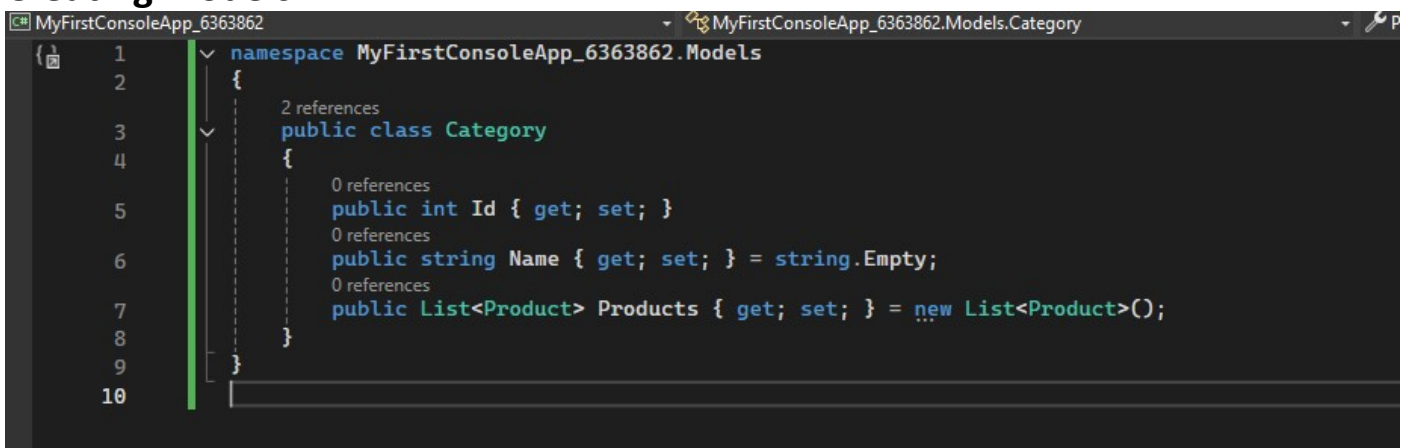 MyFirstConsoleApp_6363862 MyFirstConsoleApp_6363862.Models.Category
1 namespace MyFirstConsoleApp_6363862.Models
2 {
2 references
3 public class Category
4 {
0 references
5 public int Id { get; set; }
0 references
6 public string Name { get; set; } = string.Empty;
0 references
7 public List<Product> Products { get; set; } = new List<Product>();
8 }
9 }
10